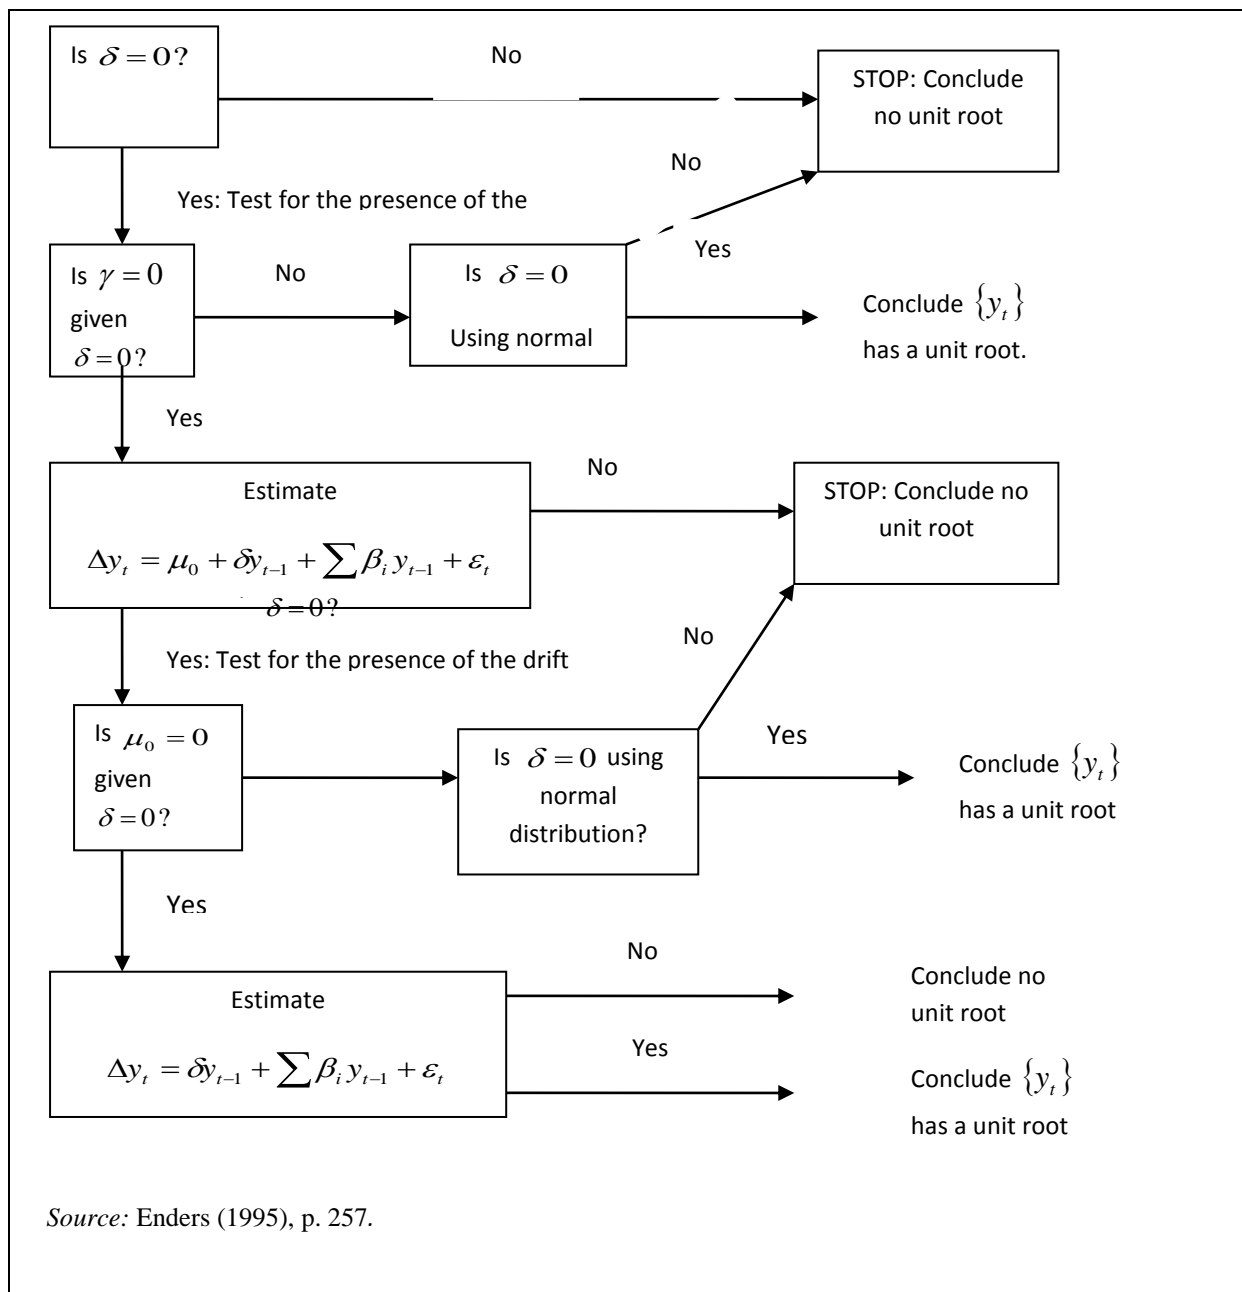 Is δ = 0?
No
STOP: Conclude
no unit root
No
Yes: Test for the presence of the
Is γ = 0
given
δ = 0?
No
Is δ = 0
Using normal
Yes
Conclude {y_t}
has a unit root.
Yes
Estimate
Δy_t = μ_0 + δy_{t−1} + ∑ β_i y_{t−1} + ε_t
δ = 0?
No
STOP: Conclude no
unit root
Yes: Test for the presence of the drift
No
Is μ_0 = 0
given
δ = 0?
Is δ = 0 using
normal
distribution?
Yes
Conclude {y_t}
has a unit root
Yes
Estimate
Δy_t = δy_{t−1} + ∑ β_i y_{t−1} + ε_t
No
Conclude no
unit root
Yes
Conclude {y_t}
has a unit root
Source: Enders (1995), p. 257.